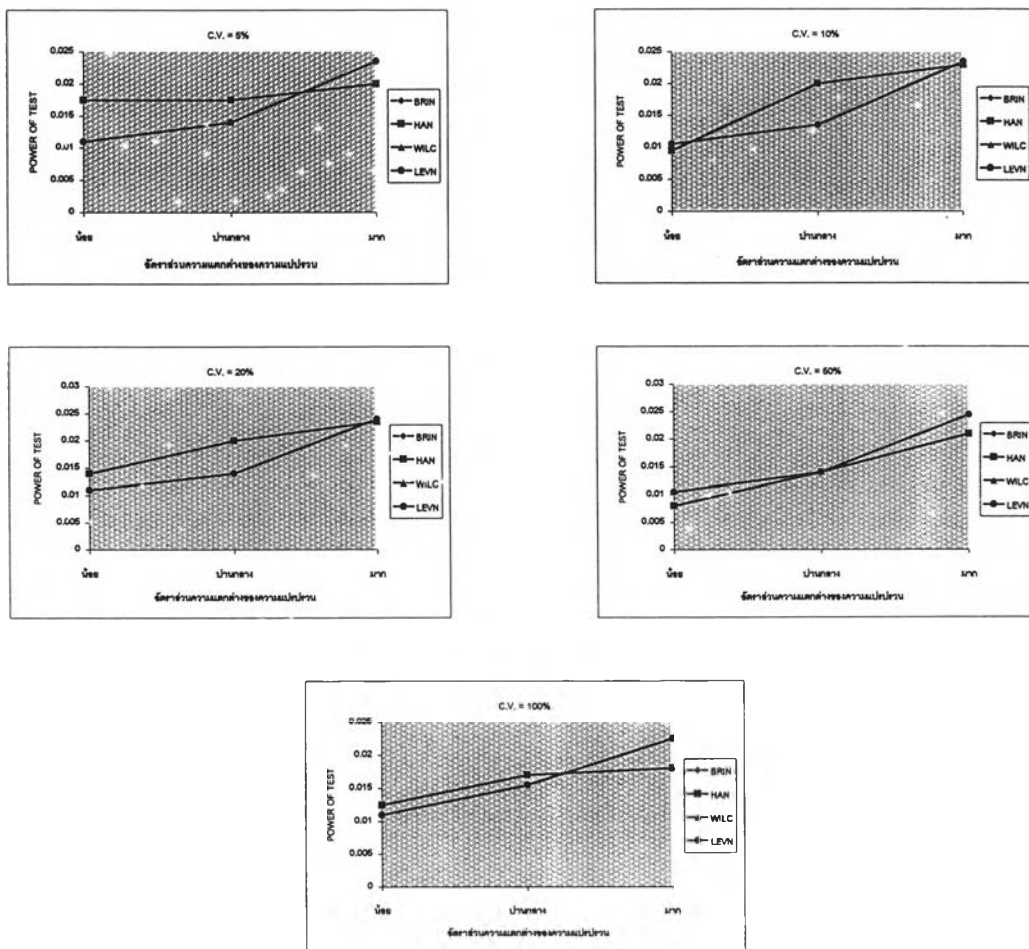 C.V. = 5%
POWER OF TEST
0.025
0.02
0.015
0.01
0.005
0
น้อย
ปานกลาง
มาก
อัตราส่วนความแตกต่างของความแปรปรวน
BRIN
HAN
WILC
LEVN
C.V. = 10%
POWER OF TEST
0.025
0.02
0.015
0.01
0.005
0
น้อย
ปานกลาง
มาก
อัตราส่วนความแตกต่างของความแปรปรวน
BRIN
HAN
WILC
LEVN
C.V. = 20%
POWER OF TEST
0.03
0.025
0.02
0.015
0.01
0.005
0
น้อย
ปานกลาง
มาก
อัตราส่วนความแตกต่างของความแปรปรวน
BRIN
HAN
WILC
LEVN
C.V. = 50%
POWER OF TEST
0.03
0.025
0.02
0.015
0.01
0.005
0
น้อย
ปานกลาง
มาก
อัตราส่วนความแตกต่างของความแปรปรวน
BRIN
HAN
WILC
LEVN
C.V. = 100%
POWER OF TEST
0.025
0.02
0.015
0.01
0.005
0
น้อย
ปานกลาง
มาก
อัตราส่วนความแตกต่างของความแปรปรวน
BRIN
HAN
WILC
LEVN